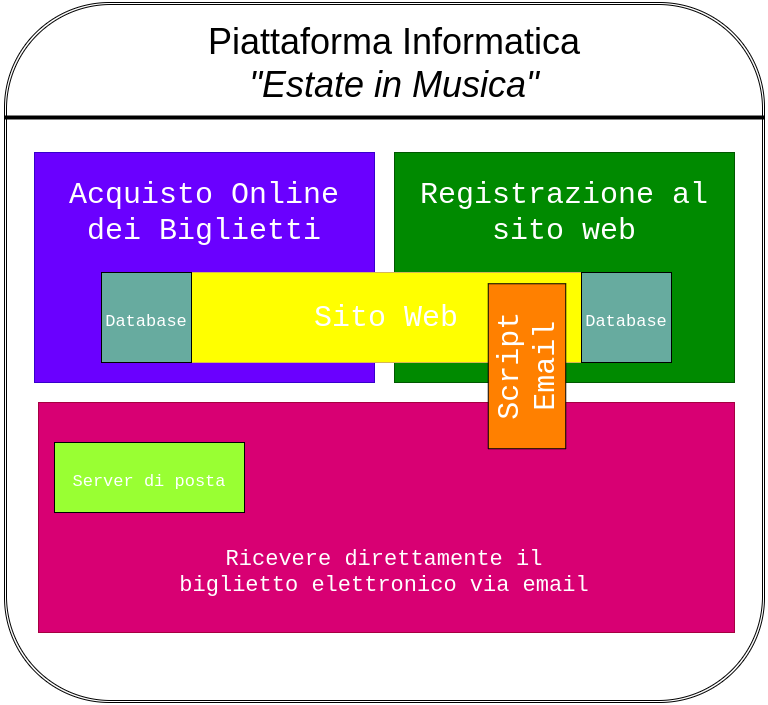 Piattaforma Informatica
"Estate in Musica"
Acquisto Online
dei Biglietti
Registrazione al
sito web
Database
Sito Web
Script
Email
Database
Server di posta
Ricevere direttamente il
biglietto elettronico via email